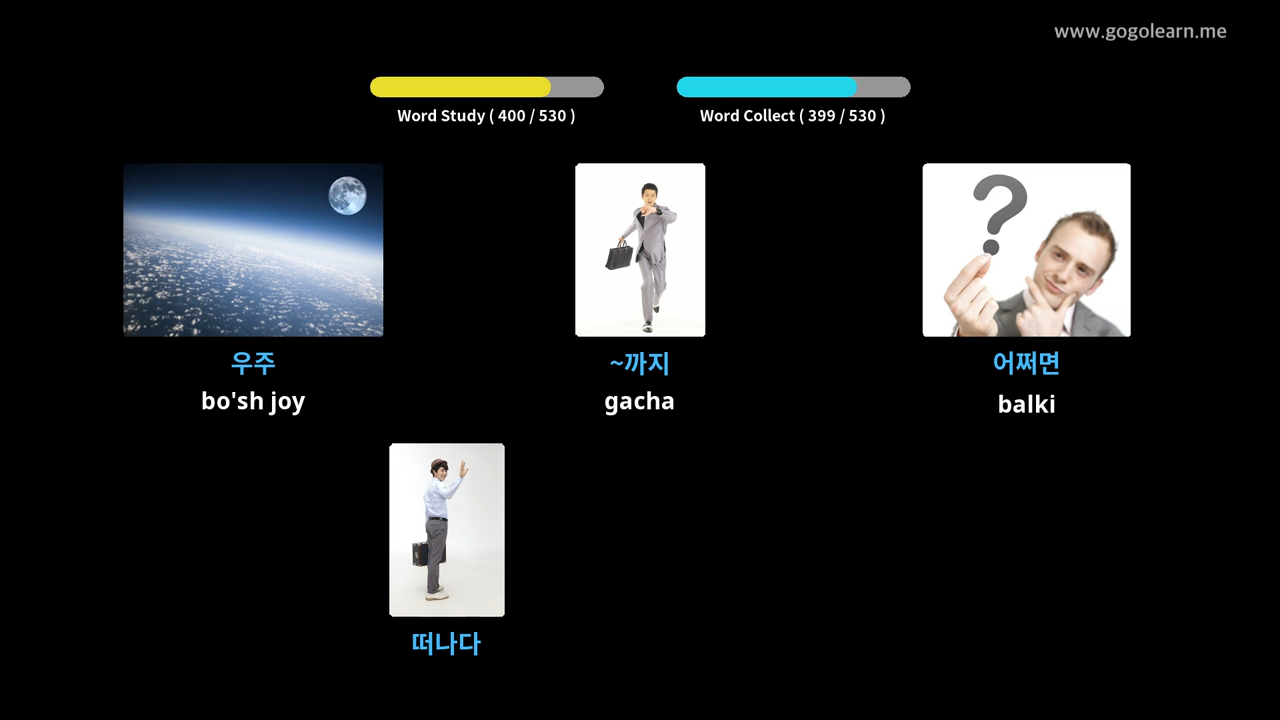 www.gogolearn.me
Word Study ( 400 / 530 )
Word Collect ( 399 / 530 )
우주
bo'sh joy
~까지
gacha
어쩌면
balki
떠나다